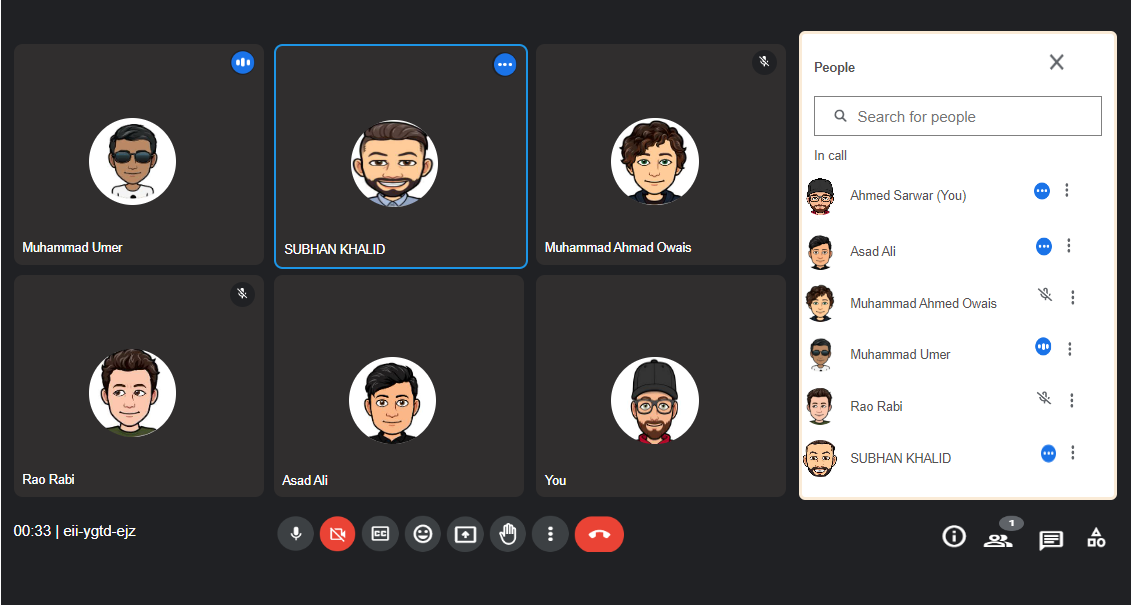 Muhammad Umer
SUBHAN KHALID
Muhammad Ahmad Owais
Rao Rabi
Asad Ali
You
00:33 | eii-ygtd-ejz
CC
1
People
Search for people
In call
Ahmed Sarwar (You)
Asad Ali
Muhammad Ahmed Owais
Muhammad Umer
Rao Rabi
SUBHAN KHALID